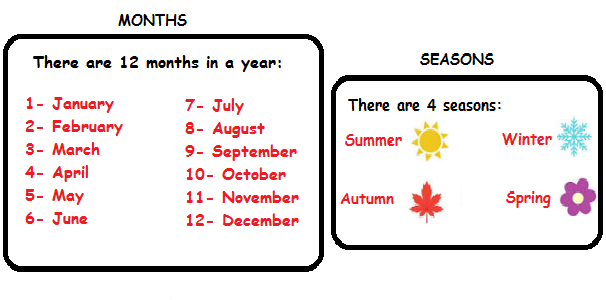 MONTHS
There are 12 months in a year:
1- January
2- February
3- March
4- April
5- May
6- June
7- July
8- August
9- September
10- October
11- November
12- December
SEASONS
There are 4 seasons:
Summer
Winter
Autumn
Spring